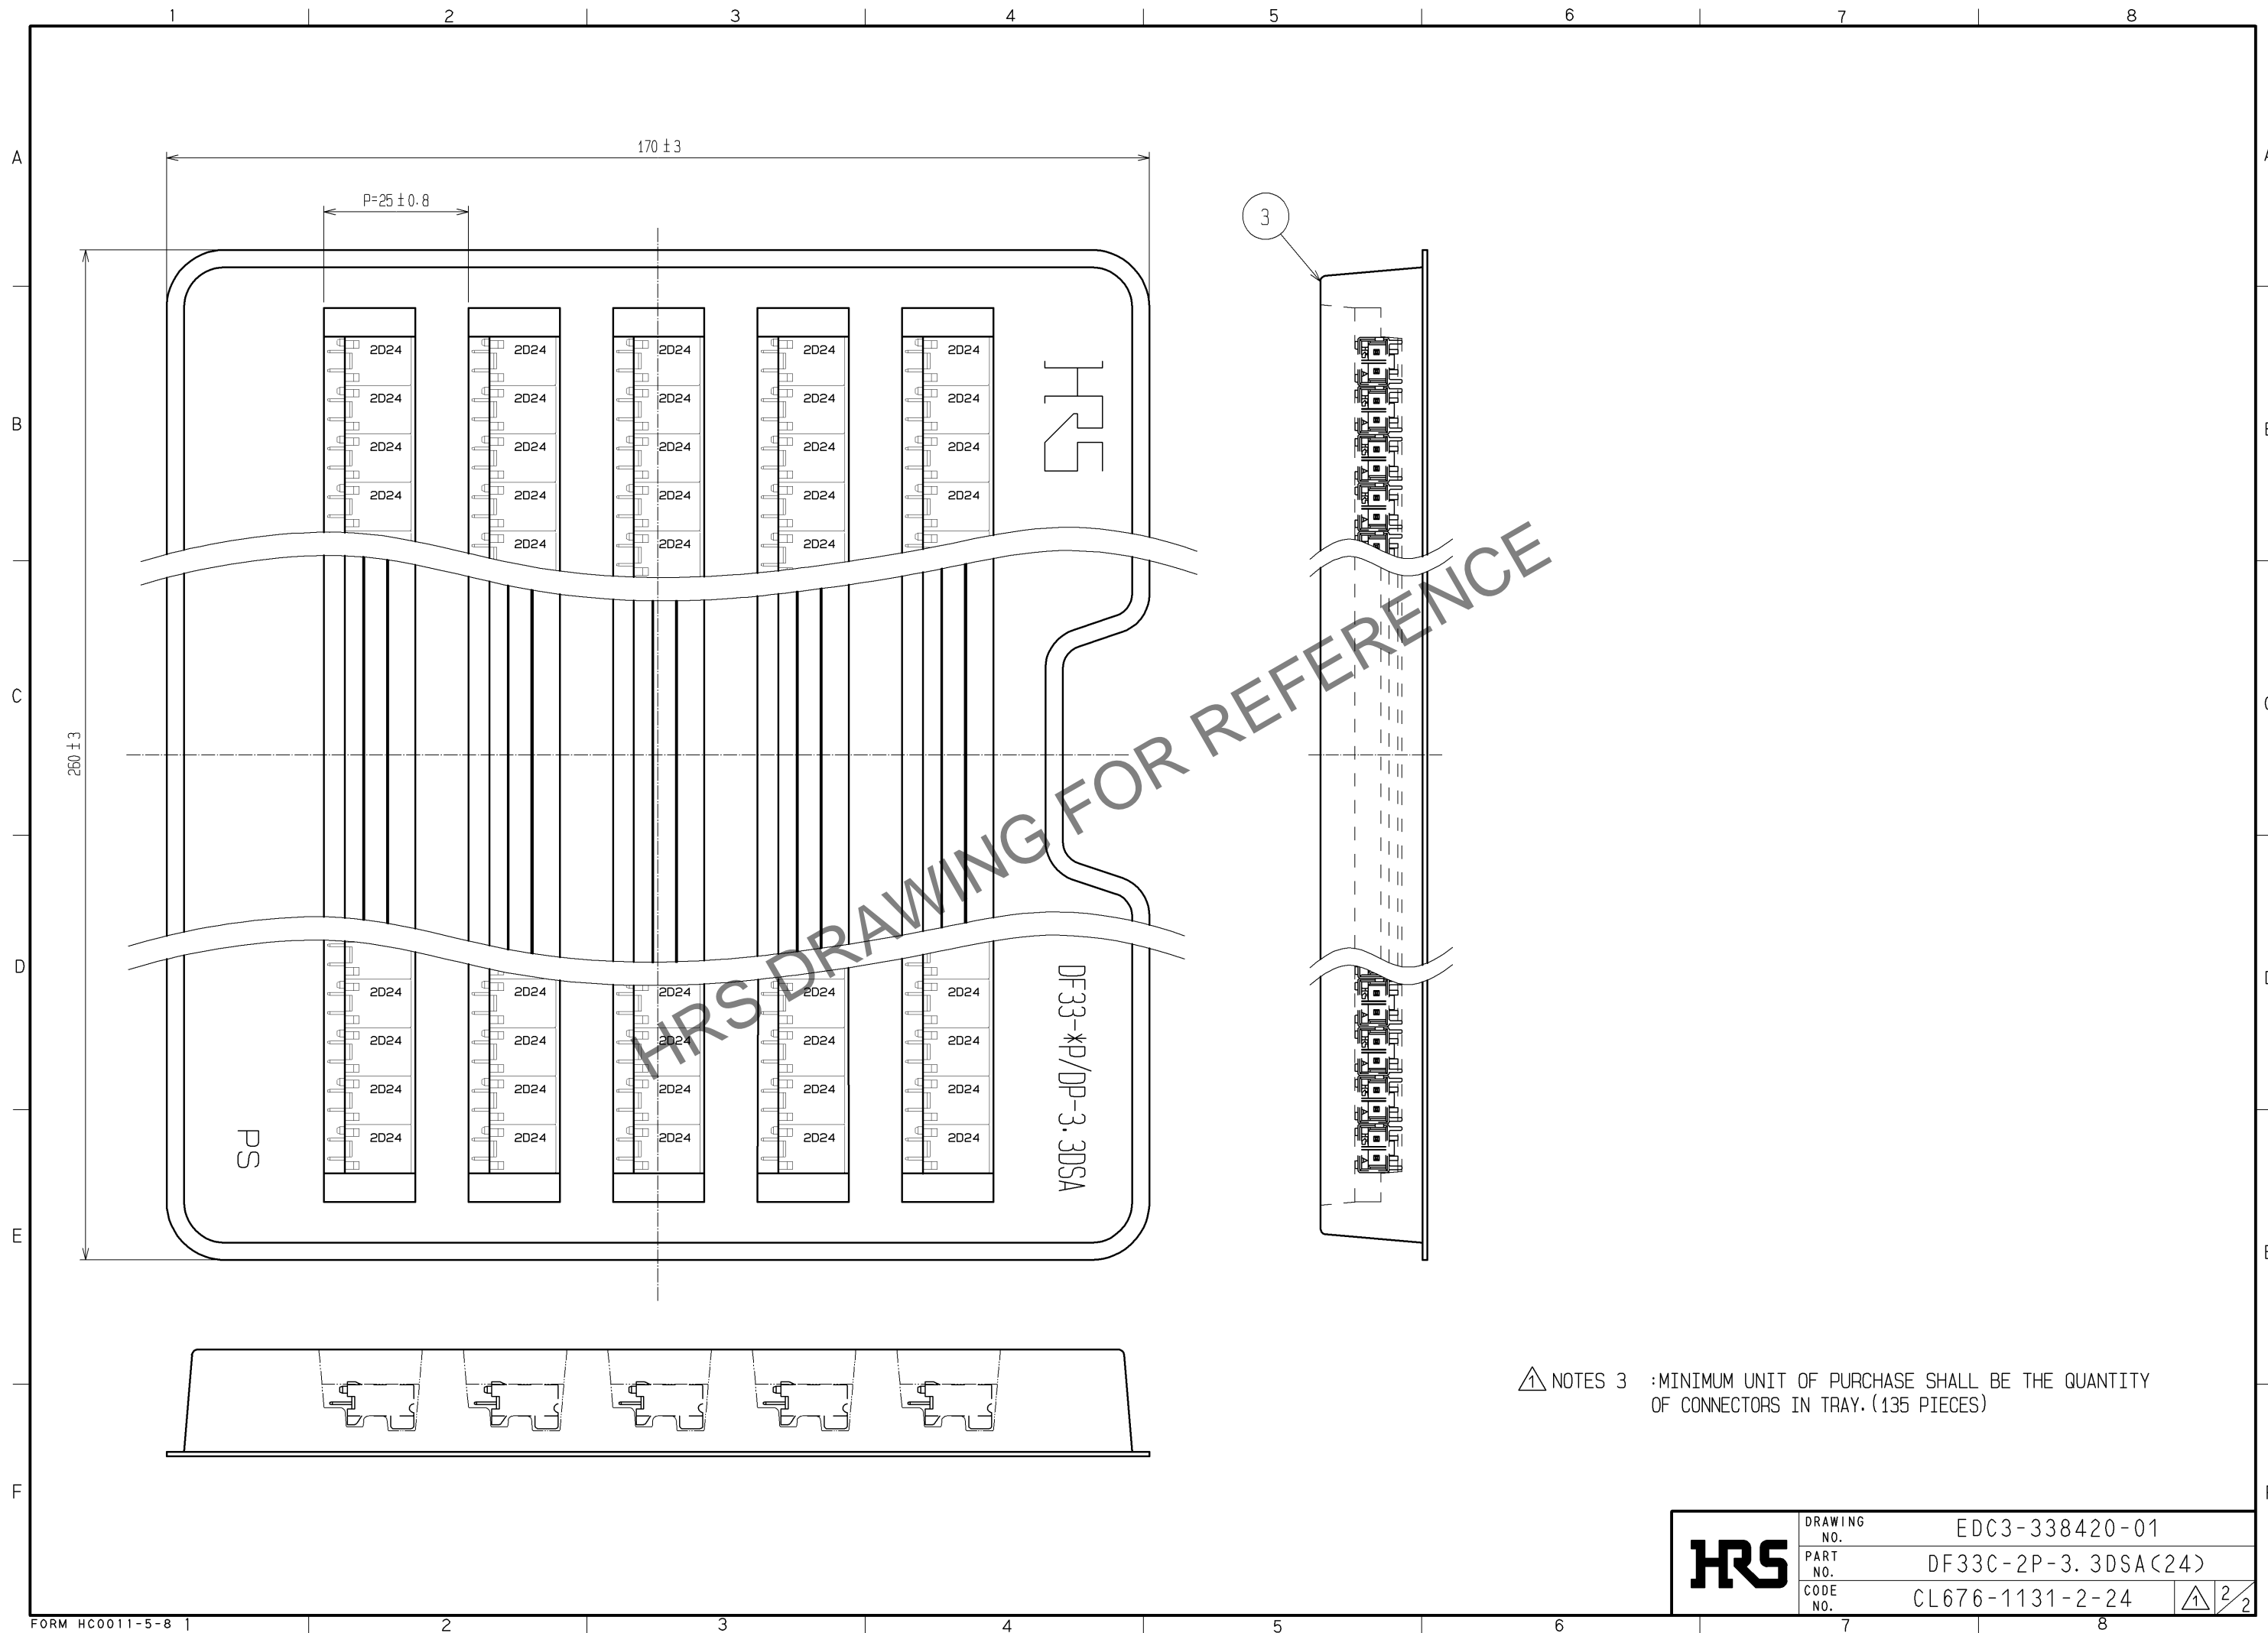 1 2 3 4 5 6 7 8
A
170±3
P=25±0.8
3
2D24 2D24 2D24 2D24 2D24
B
2D24 2D24 2D24 2D24 2D24
2D24 2D24 2D24 2D24 2D24
2D24 2D24 2D24 2D24 2D24
2D24 2D24 2D24
HRS
C
260±3
HRS DRAWING FOR REFERENCE
D
2D24 2D24 2D24 2D24 2D24
2D24 2D24 2D24 2D24 2D24
2D24 2D24 2D24 2D24 2D24
2D24 2D24 2D24 2D24 2D24
DF33-*P/DP-3.3DSA
PS
E
1 NOTES 3 :MINIMUM UNIT OF PURCHASE SHALL BE THE QUANTITY
OF CONNECTORS IN TRAY.(135 PIECES)
F
HRS
DRAWING NO. EDC3-338420-01
PART NO. DF33C-2P-3.3DSA(24)
CODE NO. CL676-1131-2-24 1 2/2
FORM HC0011-5-8 1 2 3 4 5 6 7 8